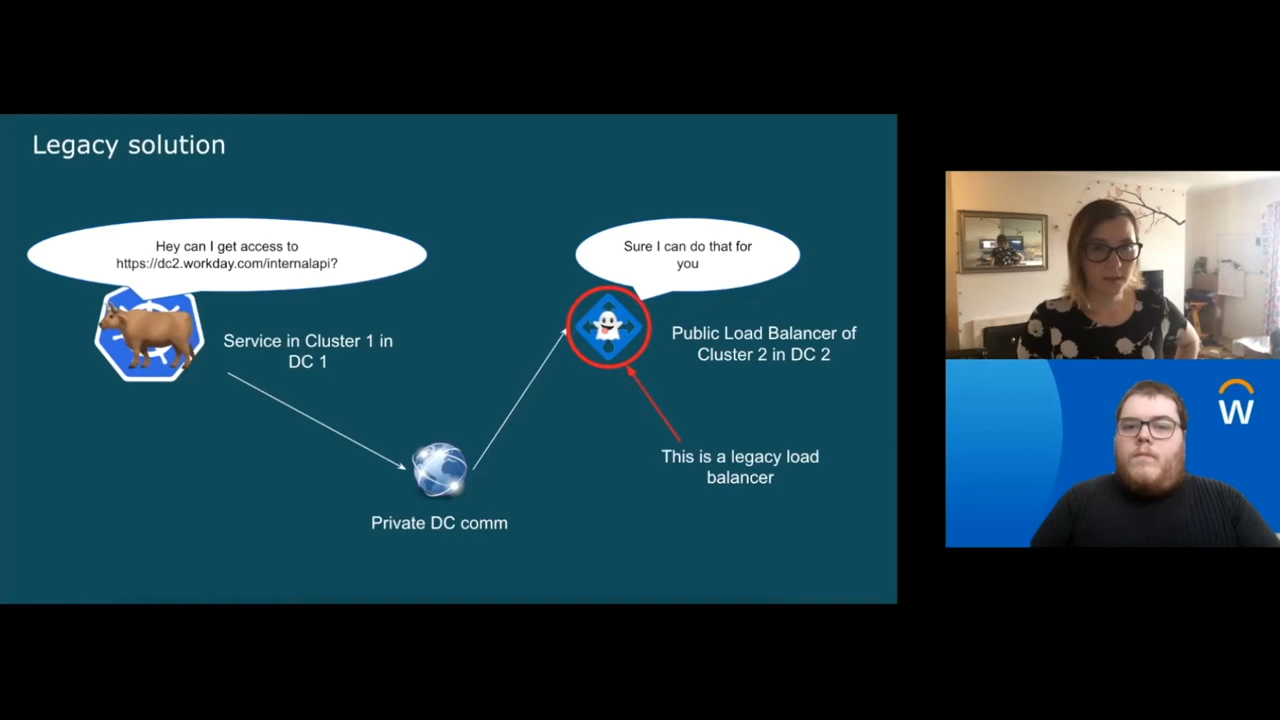 Legacy solution
Hey can I get access to
https://dc2.workday.com/internalapi?
Sure I can do that for
you
Service in Cluster 1 in
DC 1
Public Load Balancer of
Cluster 2 in DC 2
This is a legacy load
balancer
Private DC comm
W